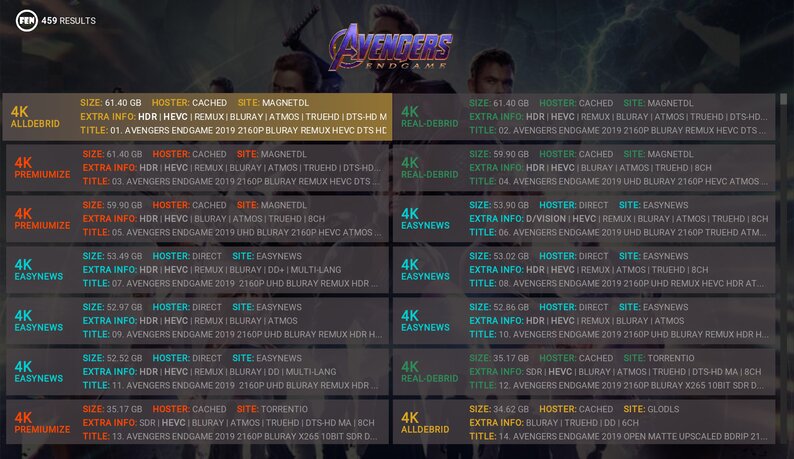 FEN 459 RESULTS
AVENGERS
ENDGAME
4K
ALLDEBRID
SIZE: 61.40 GB HOSTER: CACHED SITE: MAGNETDL
EXTRA INFO: HDR | HEVC | REMUX | BLURAY | ATMOS | TRUEHD | DTS-HD M
TITLE: 01. AVENGERS ENDGAME 2019 2160P BLURAY REMUX HEVC DTS HD
4K
REAL-DEBRID
SIZE: 61.40 GB HOSTER: CACHED SITE: MAGNETDL
EXTRA INFO: HDR | HEVC | REMUX | BLURAY | ATMOS | TRUEHD | DTS-HD...
TITLE: 02. AVENGERS ENDGAME 2019 2160P BLURAY REMUX HEVC DTS ...
4K
PREMIUMIZE
SIZE: 61.40 GB HOSTER: CACHED SITE: MAGNETDL
EXTRA INFO: HDR | HEVC | REMUX | BLURAY | ATMOS | TRUEHD | DTS-HD...
TITLE: 03. AVENGERS ENDGAME 2019 2160P BLURAY REMUX HEVC DTS ...
4K
REAL-DEBRID
SIZE: 59.90 GB HOSTER: CACHED SITE: MAGNETDL
EXTRA INFO: HDR | HEVC | BLURAY | ATMOS | TRUEHD | 8CH
TITLE: 04. AVENGERS ENDGAME 2019 UHD BLURAY 2160P HEVC ATMOS ...
4K
PREMIUMIZE
SIZE: 59.90 GB HOSTER: CACHED SITE: MAGNETDL
EXTRA INFO: HDR | HEVC | BLURAY | ATMOS | TRUEHD | 8CH
TITLE: 05. AVENGERS ENDGAME 2019 UHD BLURAY 2160P HEVC ATMOS ...
4K
EASYNEWS
SIZE: 53.90 GB HOSTER: DIRECT SITE: EASYNEWS
EXTRA INFO: D/VISION | HEVC | REMUX | BLURAY | ATMOS | TRUEHD | 8CH
TITLE: 06. AVENGERS ENDGAME 2019 UHD BLURAY 2160P TRUEHD ATM...
4K
EASYNEWS
SIZE: 53.49 GB HOSTER: DIRECT SITE: EASYNEWS
EXTRA INFO: HDR | HEVC | REMUX | BLURAY | DD+ | MULTI-LANG
TITLE: 07. AVENGERS ENDGAME 2019 2160P UHD BLURAY REMUX HDR ...
4K
EASYNEWS
SIZE: 53.02 GB HOSTER: DIRECT SITE: EASYNEWS
EXTRA INFO: HDR | HEVC | REMUX | ATMOS | TRUEHD | 8CH
TITLE: 08. AVENGERS ENDGAME 2019 2160P UHD REMUX HEVC HDR AT...
4K
EASYNEWS
SIZE: 52.97 GB HOSTER: DIRECT SITE: EASYNEWS
EXTRA INFO: HDR | HEVC | REMUX | BLURAY | ATMOS
TITLE: 09. AVENGERS ENDGAME 2019 2160P UHD BLURAY REMUX HDR H...
4K
EASYNEWS
SIZE: 52.86 GB HOSTER: DIRECT SITE: EASYNEWS
EXTRA INFO: HDR | HEVC | REMUX | BLURAY | ATMOS
TITLE: 10. AVENGERS ENDGAME 2019 2160P UHD BLURAY REMUX HDR H...
4K
EASYNEWS
SIZE: 52.52 GB HOSTER: DIRECT SITE: EASYNEWS
EXTRA INFO: HDR | HEVC | REMUX | BLURAY | DD | MULTI-LANG
TITLE: 11. AVENGERS ENDGAME 2019 2160P UHD BLURAY REMUX HDR ...
4K
REAL-DEBRID
SIZE: 35.17 GB HOSTER: CACHED SITE: TORRENTIO
EXTRA INFO: SDR | HEVC | BLURAY | ATMOS | TRUEHD | DTS-HD MA | 8CH
TITLE: 12. AVENGERS ENDGAME 2019 2160P BLURAY X265 10BIT SDR D...
4K
PREMIUMIZE
SIZE: 35.17 GB HOSTER: CACHED SITE: TORRENTIO
EXTRA INFO: SDR | HEVC | BLURAY | ATMOS | TRUEHD | DTS-HD MA | 8CH
TITLE: 13. AVENGERS ENDGAME 2019 2160P BLURAY X265 10BIT SDR D...
4K
ALLDEBRID
SIZE: 34.62 GB HOSTER: CACHED SITE: GLODLS
EXTRA INFO: BLURAY | TRUEHD | DD | 6CH
TITLE: 14. AVENGERS ENDGAME 2019 OPEN MATTE UPSCALED BDRIP 21...